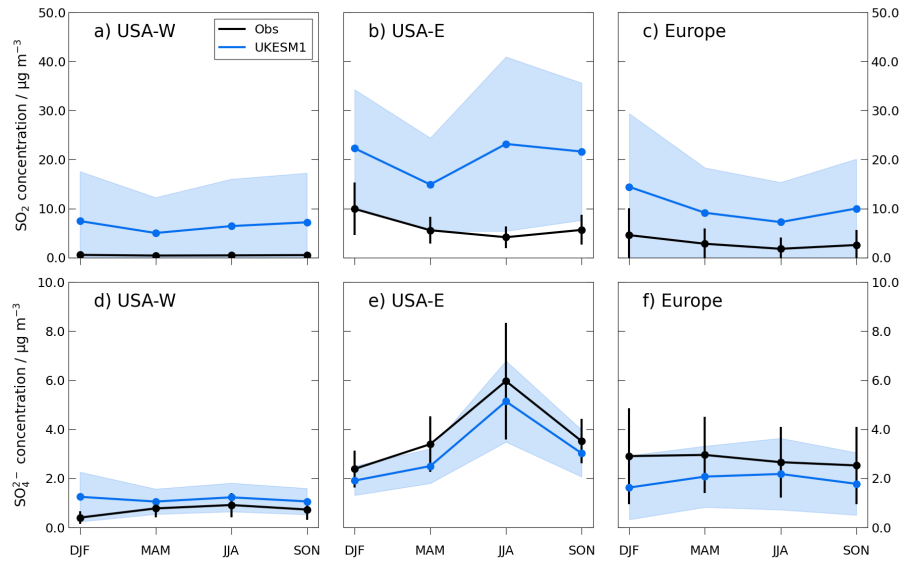 50.0
40.0
30.0
20.0
10.0
0.0
SO₂ concentration / µg m⁻³
a) USA-W
Obs
UKESM1
b) USA-E
c) Europe
50.0
40.0
30.0
20.0
10.0
0.0
10.0
8.0
6.0
4.0
2.0
0.0
SO₄²⁻ concentration / µg m⁻³
d) USA-W
e) USA-E
f) Europe
10.0
8.0
6.0
4.0
2.0
0.0
DJF MAM JJA SON DJF MAM JJA SON DJF MAM JJA SON